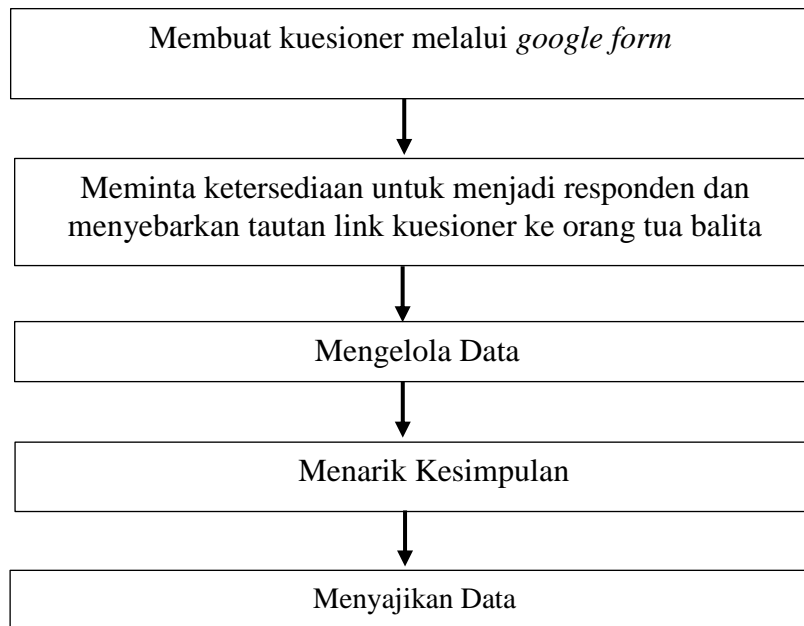 Membuat kuesioner melalui google form
Meminta ketersediaan untuk menjadi responden dan
menyebarkan tautan link kuesioner ke orang tua balita
Mengelola Data
Menarik Kesimpulan
Menyajikan Data